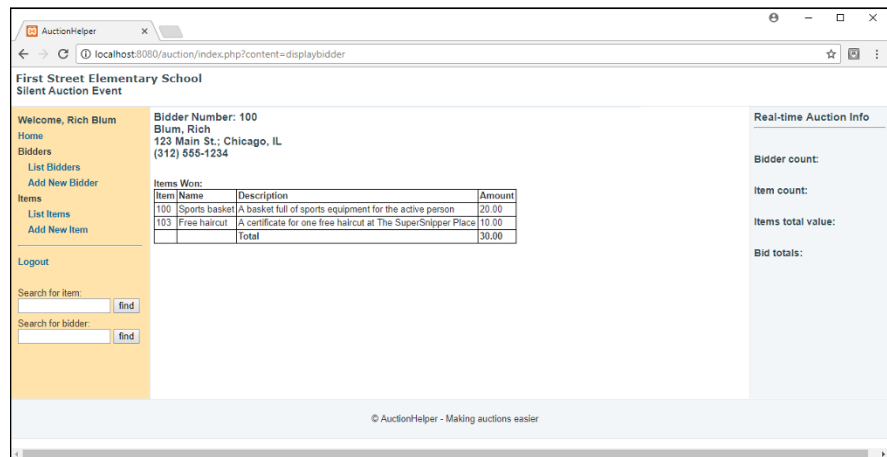 AuctionHelper
localhost:8080/auction/index.php?content=displaybidder
First Street Elementary School
Silent Auction Event
Welcome, Rich Blum
Home
Bidders
List Bidders
Add New Bidder
Items
List Items
Add New Item
Logout
Search for item:
find
Search for bidder:
find
Bidder Number: 100
Blum, Rich
123 Main St.; Chicago, IL
(312) 555-1234
Items Won:
Item Name Description Amount
100 Sports basket A basket full of sports equipment for the active person 20.00
103 Free haircut A certificate for one free haircut at The SuperSnipper Place 10.00
Total 30.00
Real-time Auction Info
Bidder count:
Item count:
Items total value:
Bid totals:
© AuctionHelper - Making auctions easier